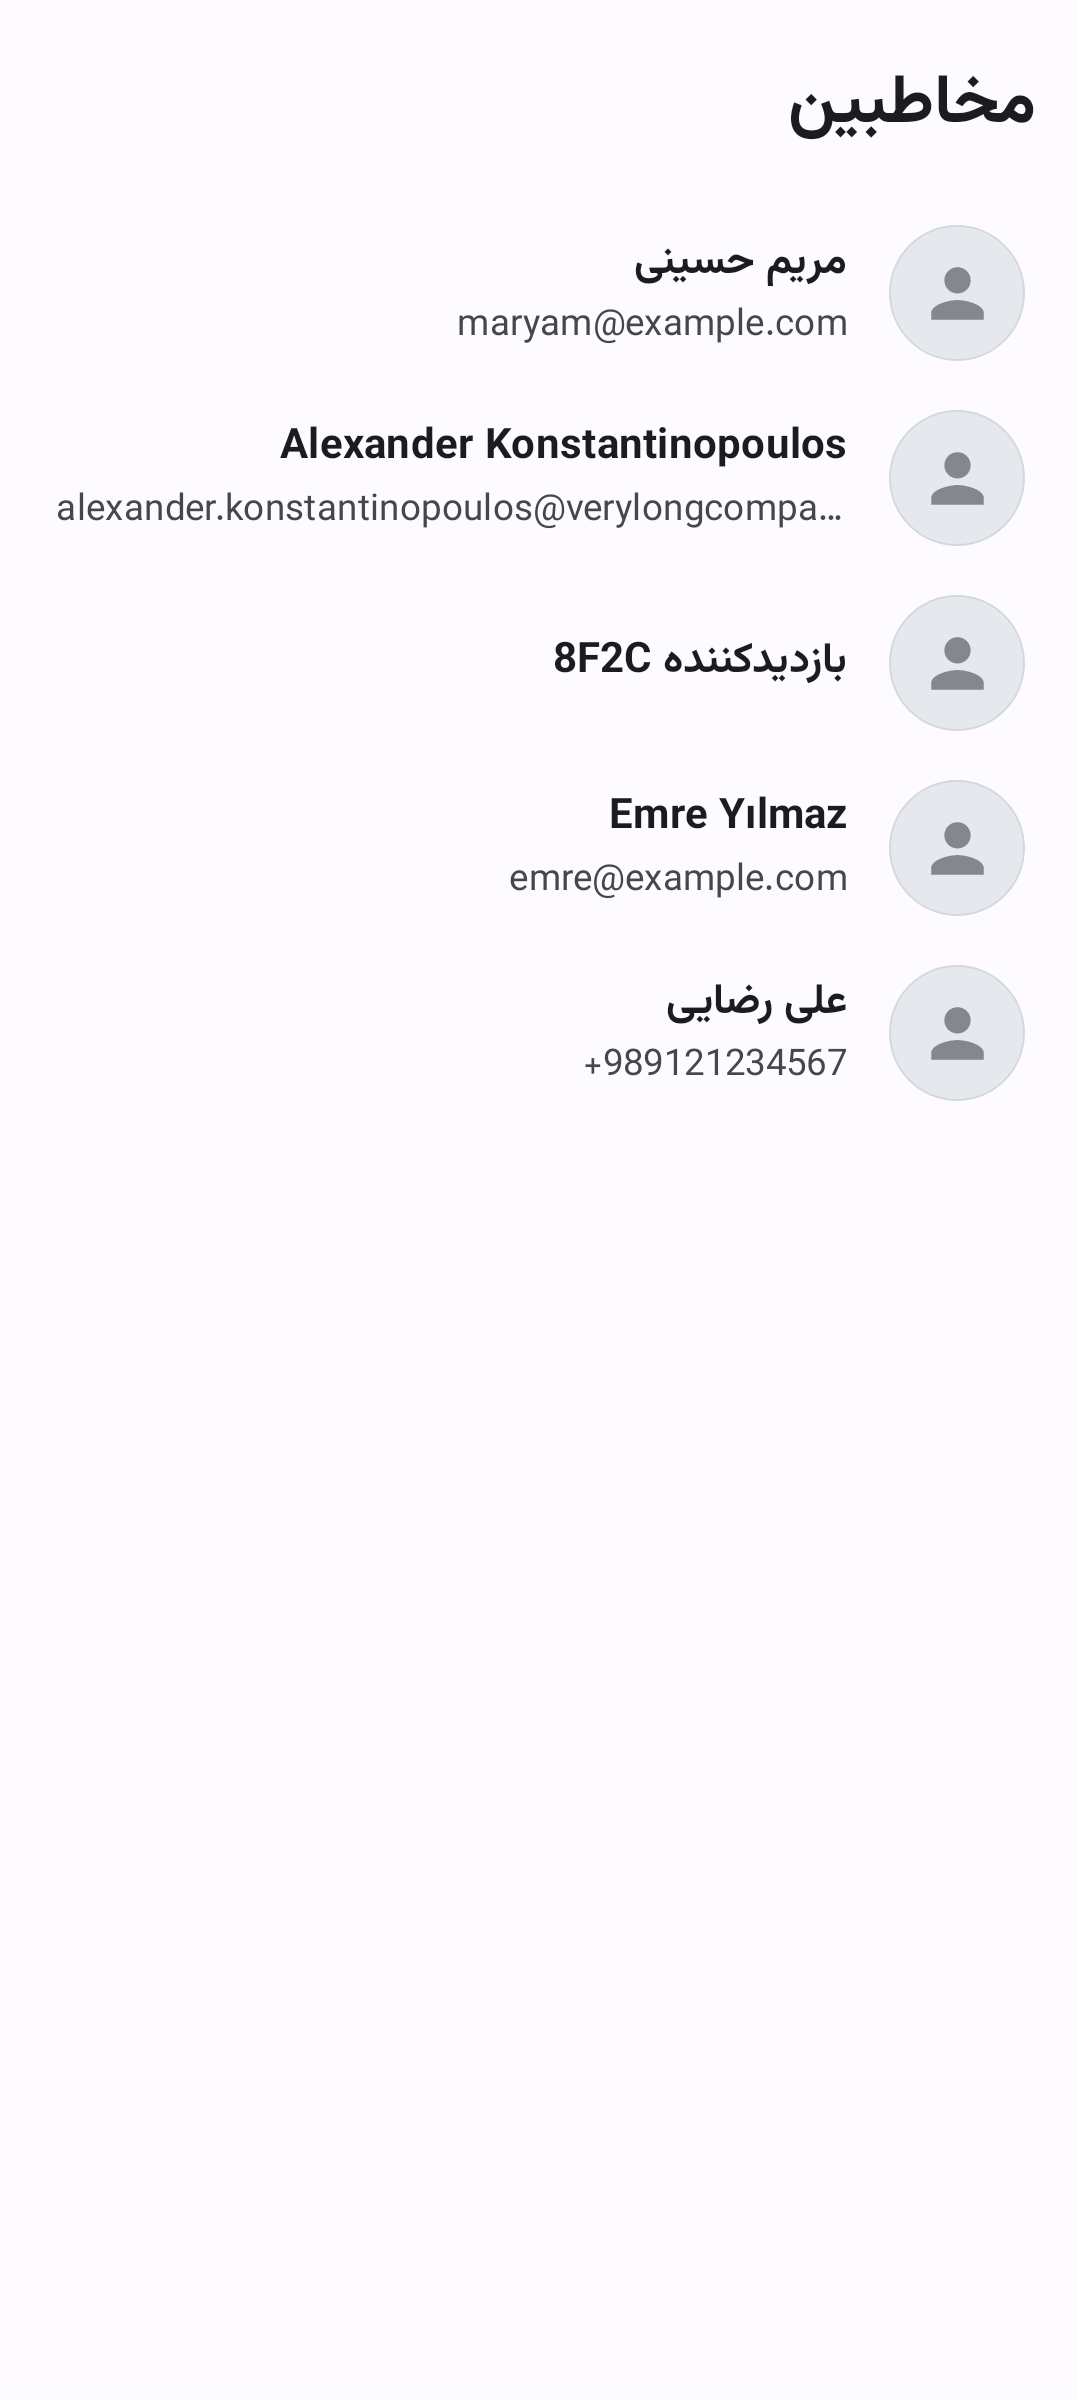 مخاطبین
مریم حسینی
maryam@example.com
Alexander Konstantinopoulos
alexander.konstantinopoulos@verylongcompa…
بازدیدکننده 8F2C
Emre Yılmaz
emre@example.com
علی رضایی
+989121234567